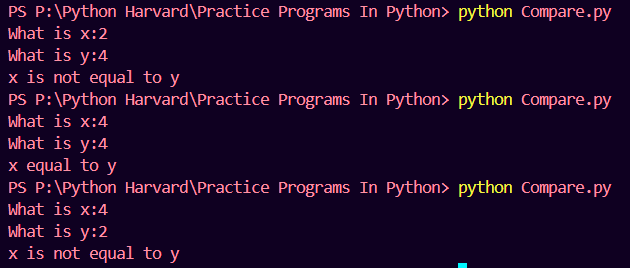 PS P:\Python Harvard\Practice Programs In Python> python Compare.py
What is x:2
What is y:4
x is not equal to y
PS P:\Python Harvard\Practice Programs In Python> python Compare.py
What is x:4
What is y:4
x equal to y
PS P:\Python Harvard\Practice Programs In Python> python Compare.py
What is x:4
What is y:2
x is not equal to y